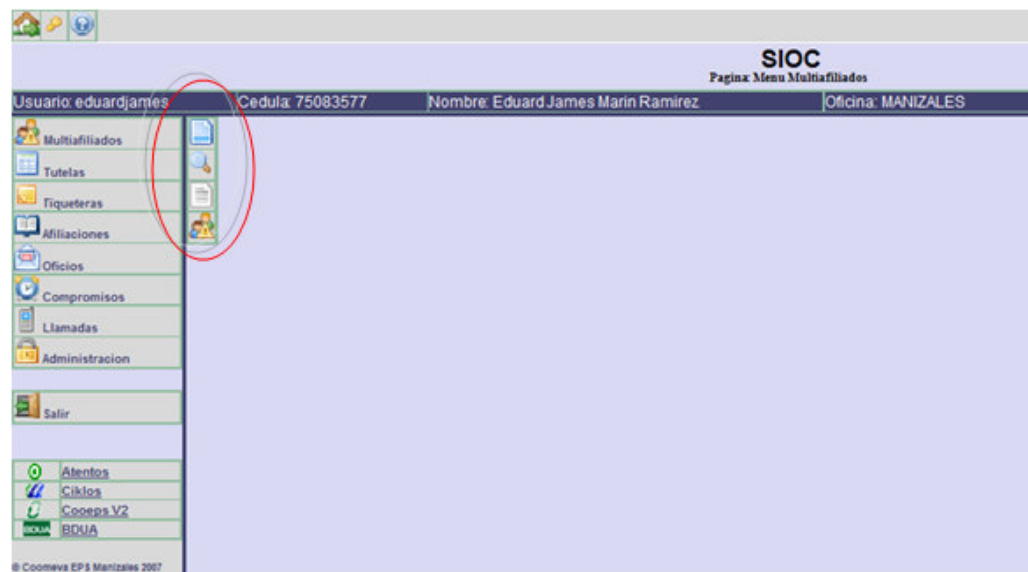 SIOC
Pagina: Menu Multiafiliados
Usuario: eduardjames Cedula: 75083577 Nombre: Eduard James Marin Ramirez Oficina: MANIZALES
Multiafiliados
Tutelas
Tiqueteras
Afiliaciones
Oficios
Compromisos
Llamadas
Administracion
Salir
Atentos
Ciklos
Cooeps V2
BDUA BDUA
© Coomeva EPS Manizales 2007